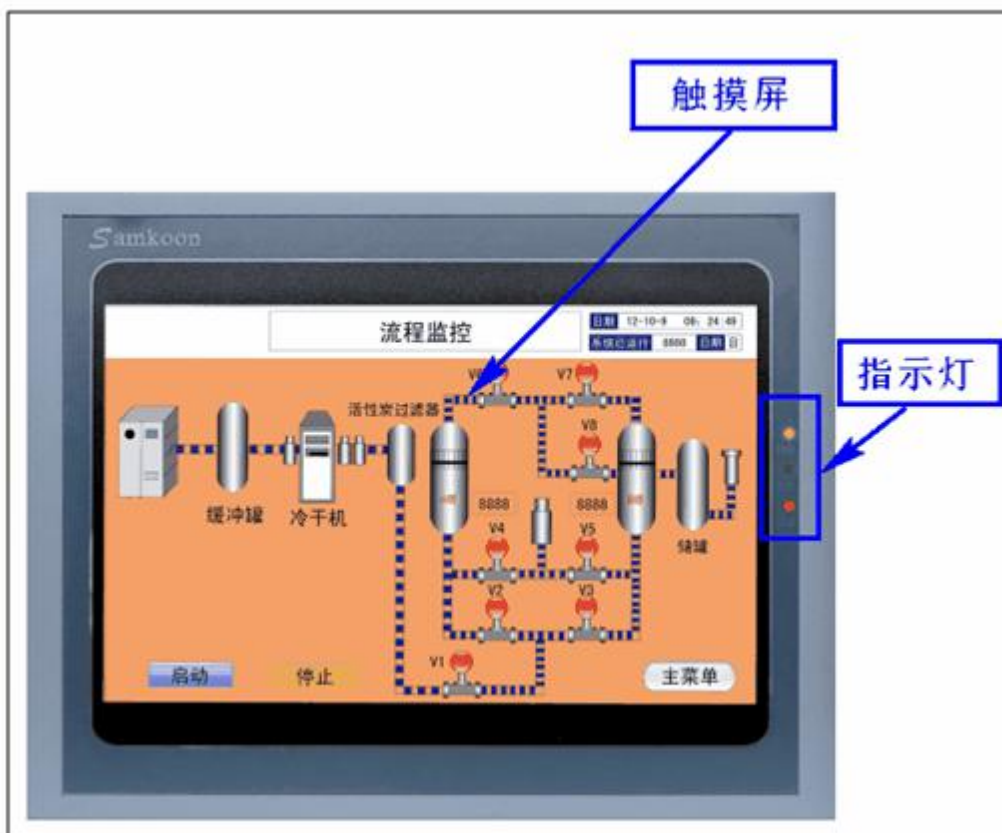 触摸屏
Samkoon
流程监控
日期 12-10-9 08: 24 49
系统已运行 8888 日期 日
指示灯
V6
V7
活性炭过滤器
V8
缓冲罐
冷干机
8888
8888
V4
V5
储罐
V2
V3
V1
启动
停止
主菜单